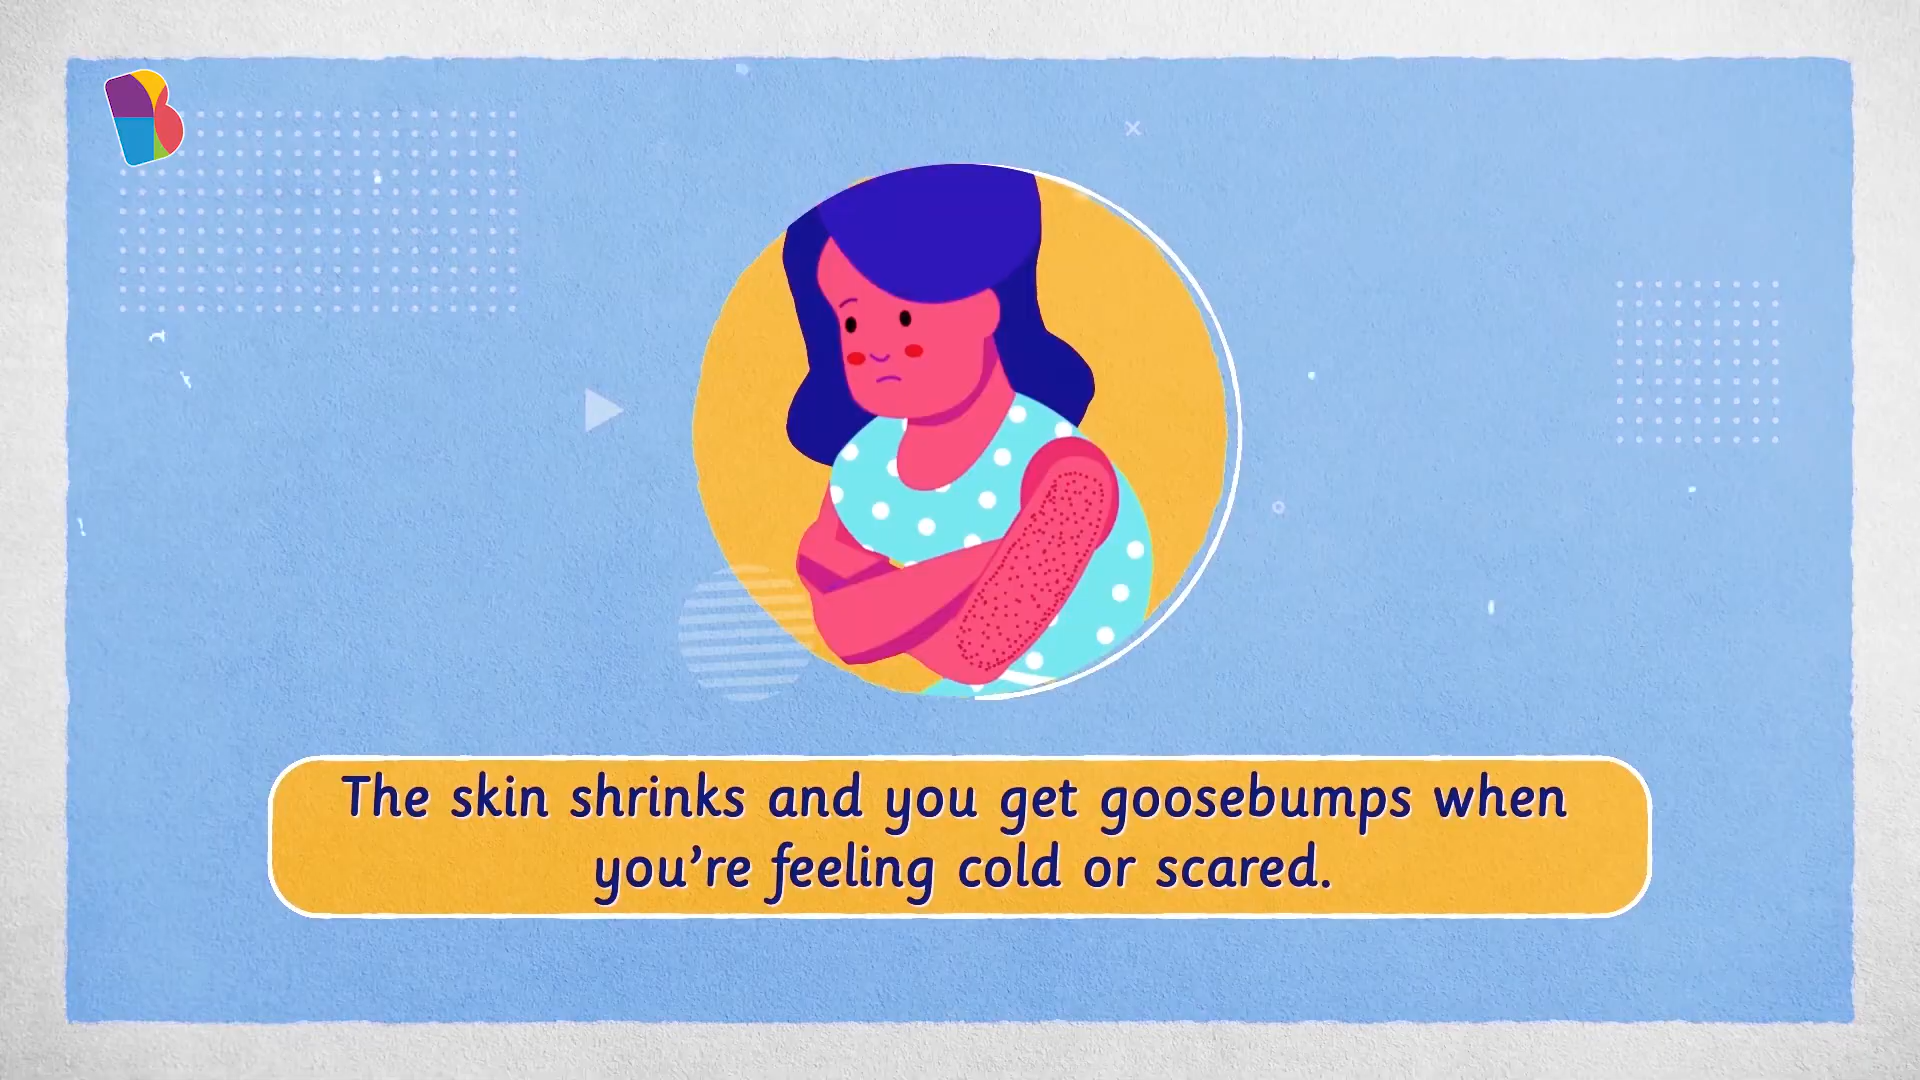 The skin shrinks and you get goosebumps when
you're feeling cold or scared.